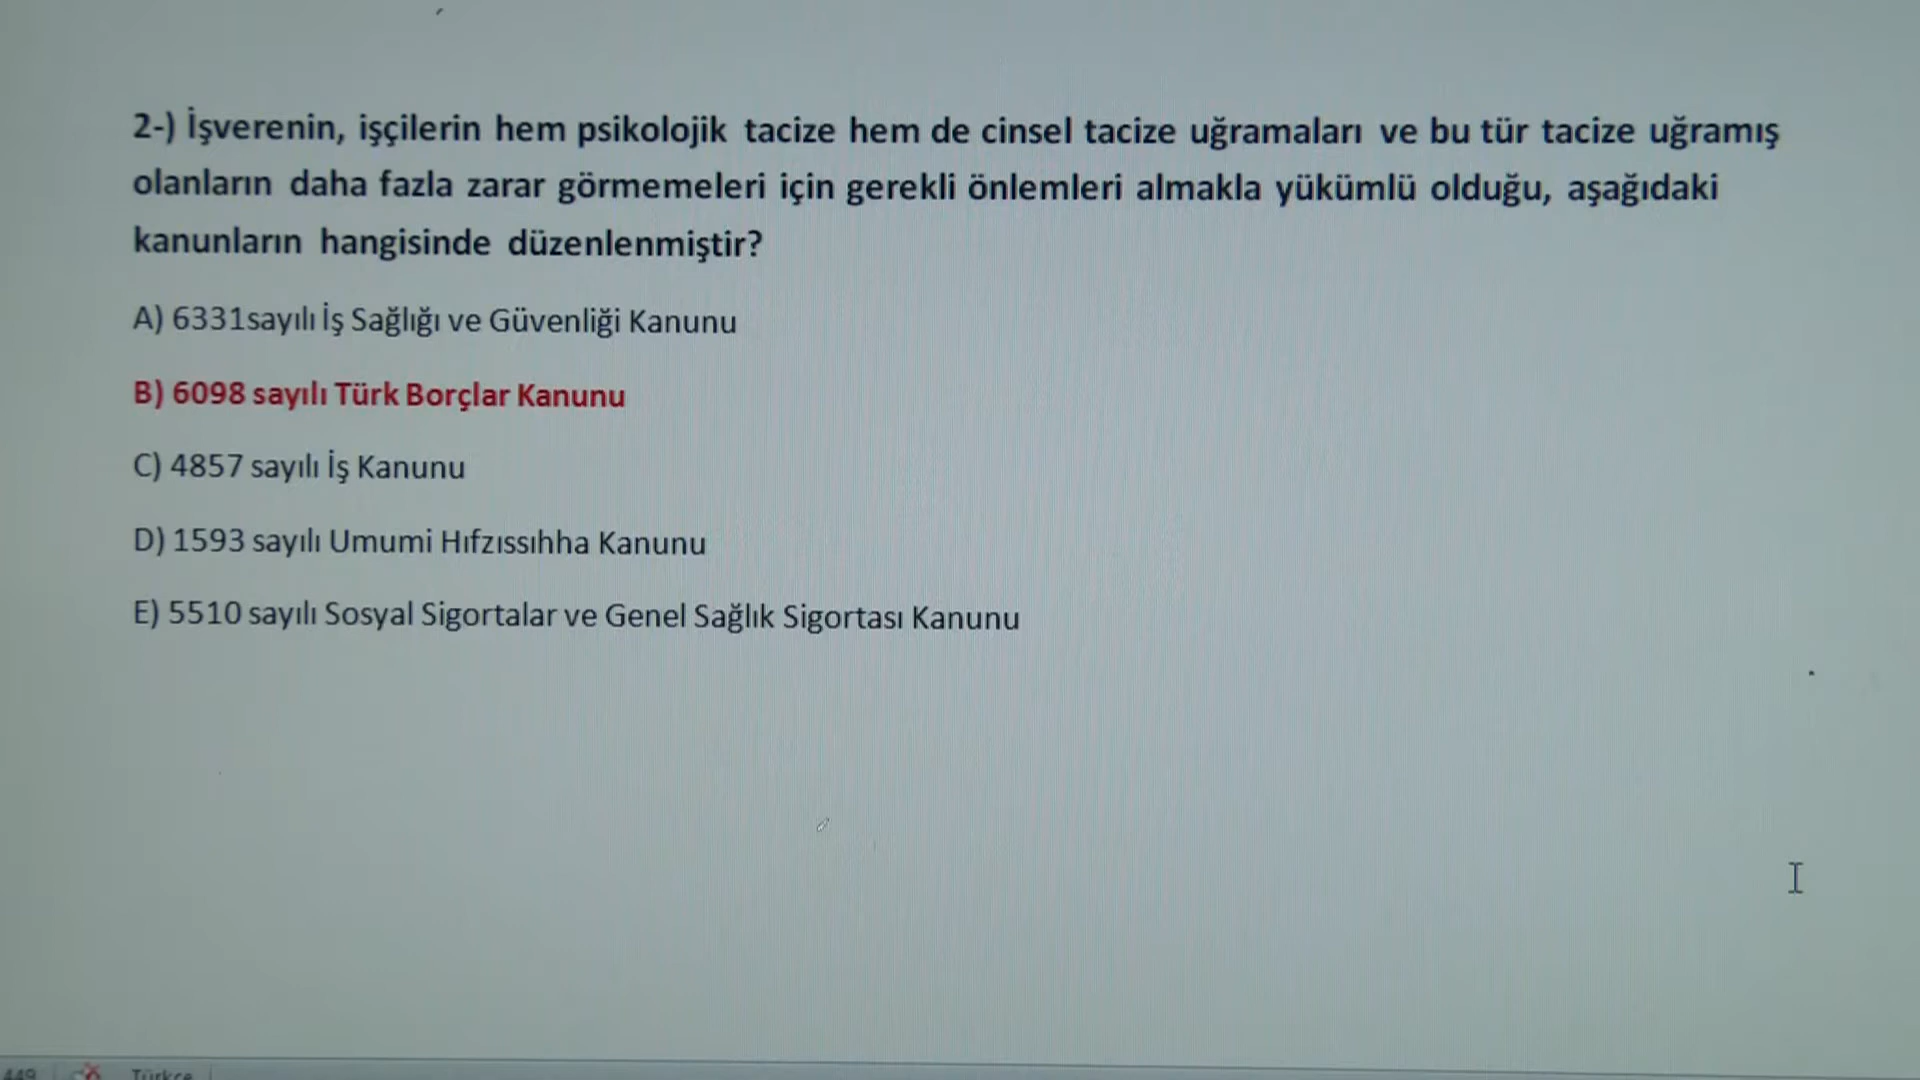 2-) İşverenin, işçilerin hem psikolojik tacize hem de cinsel tacize uğramaları ve bu tür tacize uğramış
olanların daha fazla zarar görmemeleri için gerekli önlemleri almakla yükümlü olduğu, aşağıdaki
kanunların hangisinde düzenlenmiştir?
A) 6331sayılı İş Sağlığı ve Güvenliği Kanunu
B) 6098 sayılı Türk Borçlar Kanunu
C) 4857 sayılı İş Kanunu
D) 1593 sayılı Umumi Hıfzıssıhha Kanunu
E) 5510 sayılı Sosyal Sigortalar ve Genel Sağlık Sigortası Kanunu
449 Türkçe